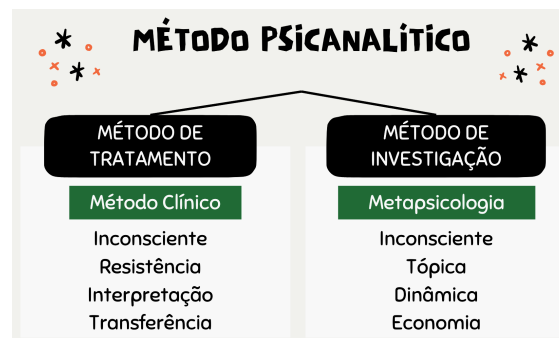 MÉTODO PSICANALÍTICO
MÉTODO DE
TRATAMENTO
Método Clínico
Inconsciente
Resistência
Interpretação
Transferência
MÉTODO DE
INVESTIGAÇÃO
Metapsicologia
Inconsciente
Tópica
Dinâmica
Economia